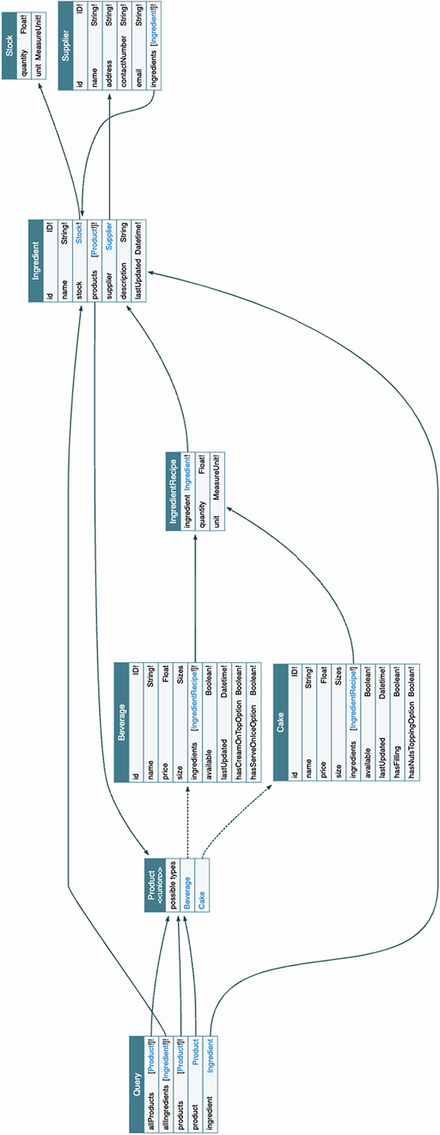 Query
allProducts [Product!]!
allIngredients [Ingredient!]!
products [Product!]!
product Product
ingredient Ingredient
Product
<<union>>
possible types
Beverage
Cake
Beverage
id ID!
name String!
price Float
size Sizes
ingredients [IngredientRecipe!]!
available Boolean!
lastUpdated Datetime!
hasCreamOnTopOption Boolean!
hasServeOnIceOption Boolean!
Cake
id ID!
name String!
price Float
size Sizes
ingredients [IngredientRecipe!]
available Boolean!
lastUpdated Datetime!
hasFilling Boolean!
hasNutsToppingOption Boolean!
IngredientRecipe
ingredient Ingredient!
quantity Float!
unit MeasureUnit!
Ingredient
id ID!
name String!
stock Stock!
products [Product!]!
supplier Supplier
description String
lastUpdated Datetime!
Stock
quantity Float!
unit MeasureUnit!
Supplier
id ID!
name String!
address String!
contactNumber String!
email String!
ingredients [Ingredient!]